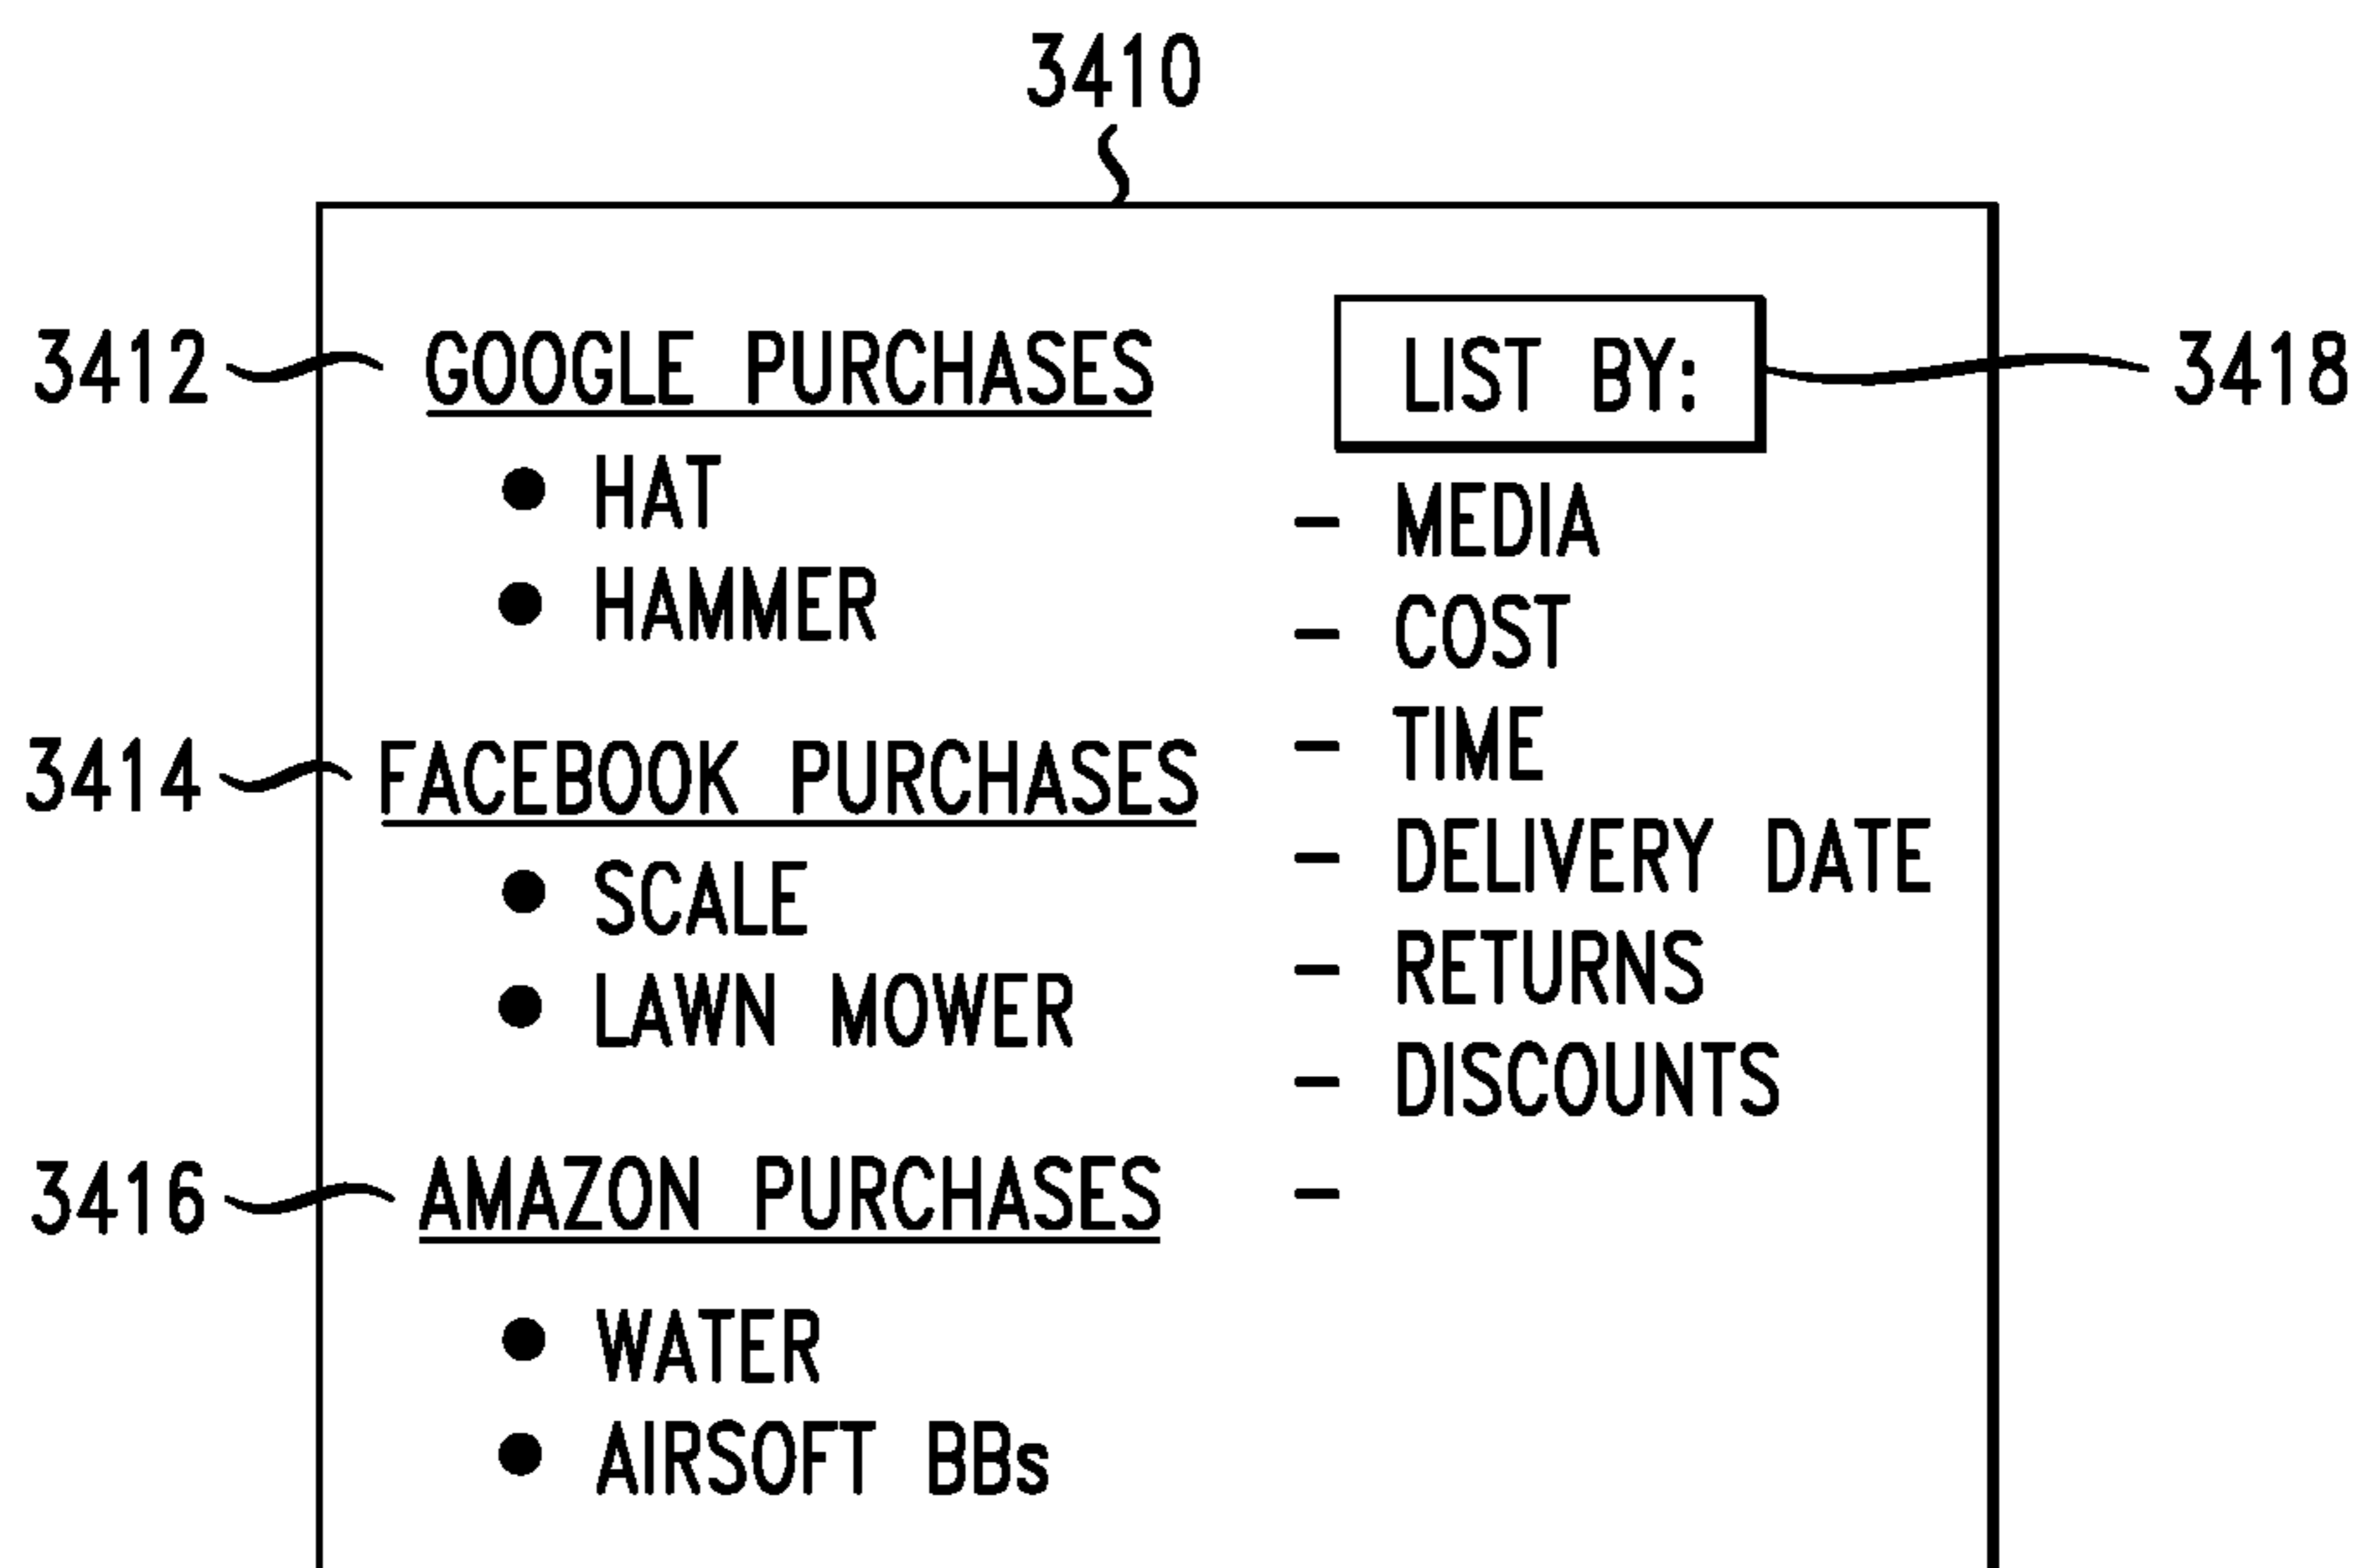 3410
3412 GOOGLE PURCHASES
● HAT
● HAMMER
3414 FACEBOOK PURCHASES
● SCALE
● LAWN MOWER
3416 AMAZON PURCHASES
● WATER
● AIRSOFT BBs
LIST BY: 3418
– MEDIA
– COST
– TIME
– DELIVERY DATE
– RETURNS
– DISCOUNTS
–